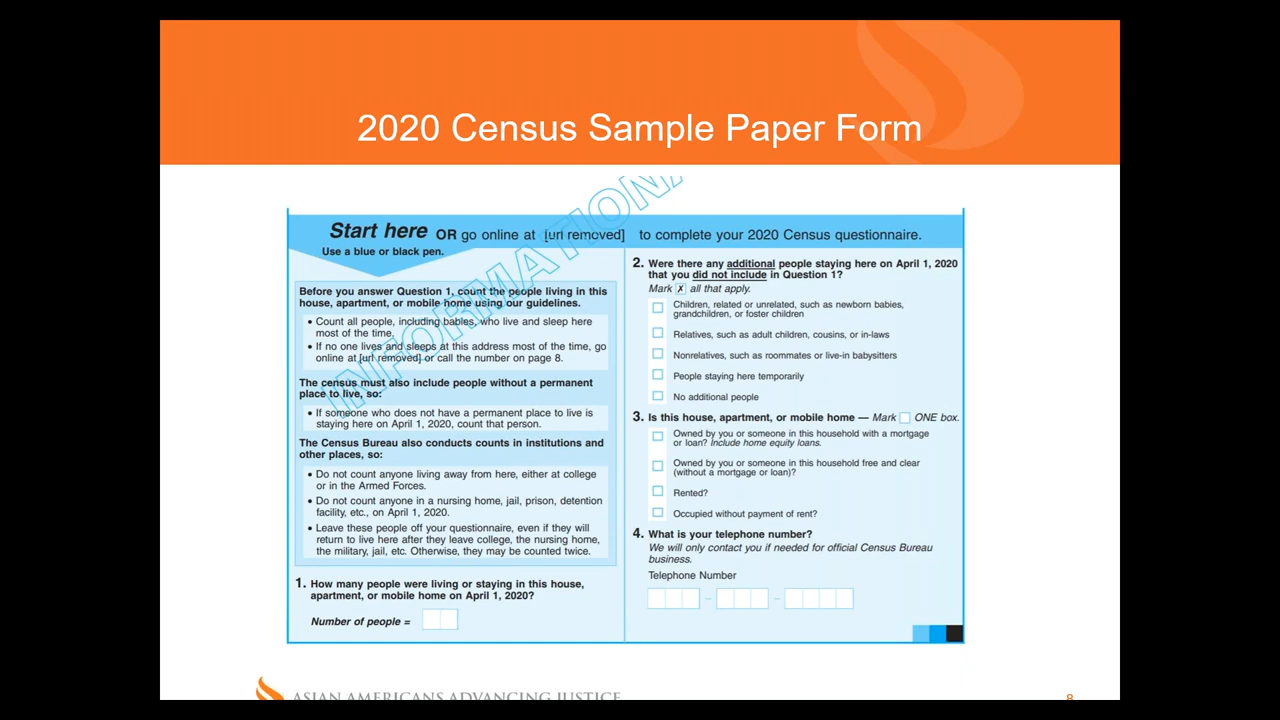 2020 Census Sample Paper Form
INFORMATIONA
Start here OR go online at [url removed] to complete your 2020 Census questionnaire.
Use a blue or black pen.
Before you answer Question 1, count the people living in this
house, apartment, or mobile home using our guidelines.
• Count all people, including babies, who live and sleep here
most of the time.
• If no one lives and sleeps at this address most of the time, go
online at [url removed] or call the number on page 8.
The census must also include people without a permanent
place to live, so:
• If someone who does not have a permanent place to live is
staying here on April 1, 2020, count that person.
The Census Bureau also conducts counts in institutions and
other places, so:
• Do not count anyone living away from here, either at college
or in the Armed Forces.
• Do not count anyone in a nursing home, jail, prison, detention
facility, etc., on April 1, 2020.
• Leave these people off your questionnaire, even if they will
return to live here after they leave college, the nursing home,
the military, jail, etc. Otherwise, they may be counted twice.
1. How many people were living or staying in this house,
apartment, or mobile home on April 1, 2020?
Number of people =
2. Were there any additional people staying here on April 1, 2020
that you did not include in Question 1?
Mark X all that apply.
Children, related or unrelated, such as newborn babies,
grandchildren, or foster children
Relatives, such as adult children, cousins, or in-laws
Nonrelatives, such as roommates or live-in babysitters
People staying here temporarily
No additional people
3. Is this house, apartment, or mobile home — Mark ONE box.
Owned by you or someone in this household with a mortgage
or loan? Include home equity loans.
Owned by you or someone in this household free and clear
(without a mortgage or loan)?
Rented?
Occupied without payment of rent?
4. What is your telephone number?
We will only contact you if needed for official Census Bureau
business.
Telephone Number
– –
ASIAN AMERICANS ADVANCING JUSTICE
8